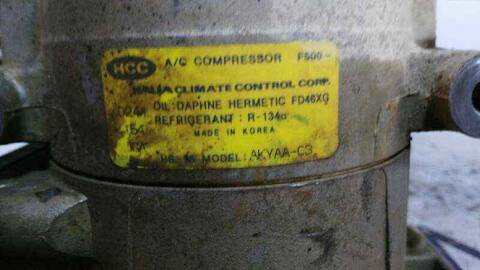 HCC A/C COMPRESSOR F500-
HALLA CLIMATE CONTROL CORP.
OIL:DAPHNE HERMETIC FD46XG
REFRIGERANT : R-134a
MADE IN KOREA
MODEL: AKYAA-C3